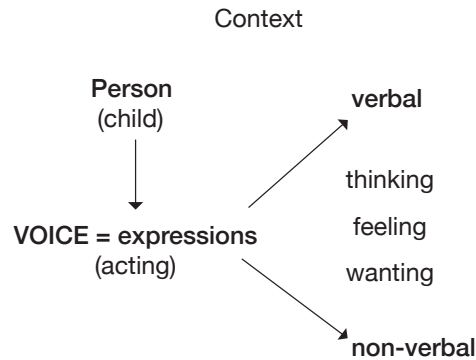 Context
Person
(child)
verbal
thinking
VOICE = expressions
feeling
(acting)
wanting
non-verbal